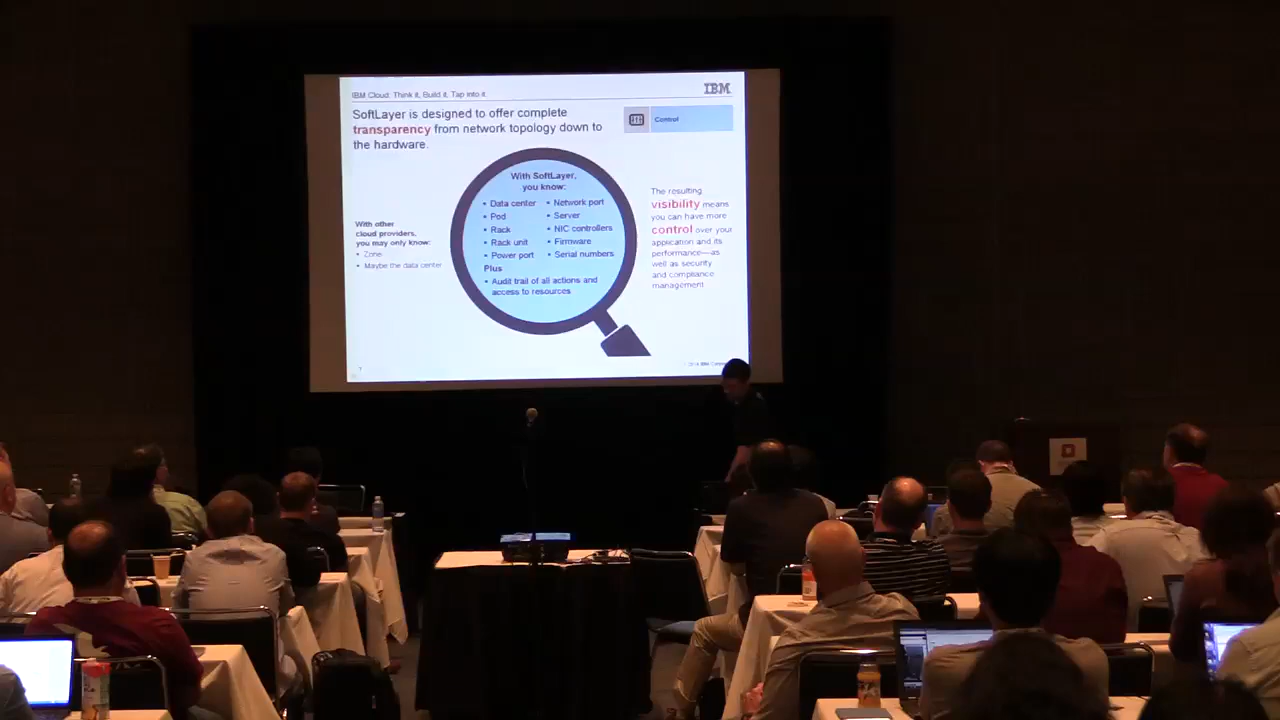 IBM Cloud: Think it, Build it, Tap into it.
IBM
SoftLayer is designed to offer complete
transparency from network topology down to
the hardware.
Control
With SoftLayer,
you know:
• Data center
• Pod
• Rack
• Rack unit
• Power port
• Network port
• Server
• NIC controllers
• Firmware
• Serial numbers
Plus
• Audit trail of all actions and
access to resources
With other
cloud providers,
you may only know:
• Zone
• Maybe the data center
The resulting
visibility means
you can have more
control over your
application and its
performance—as
well as security
and compliance
management
7
IBM